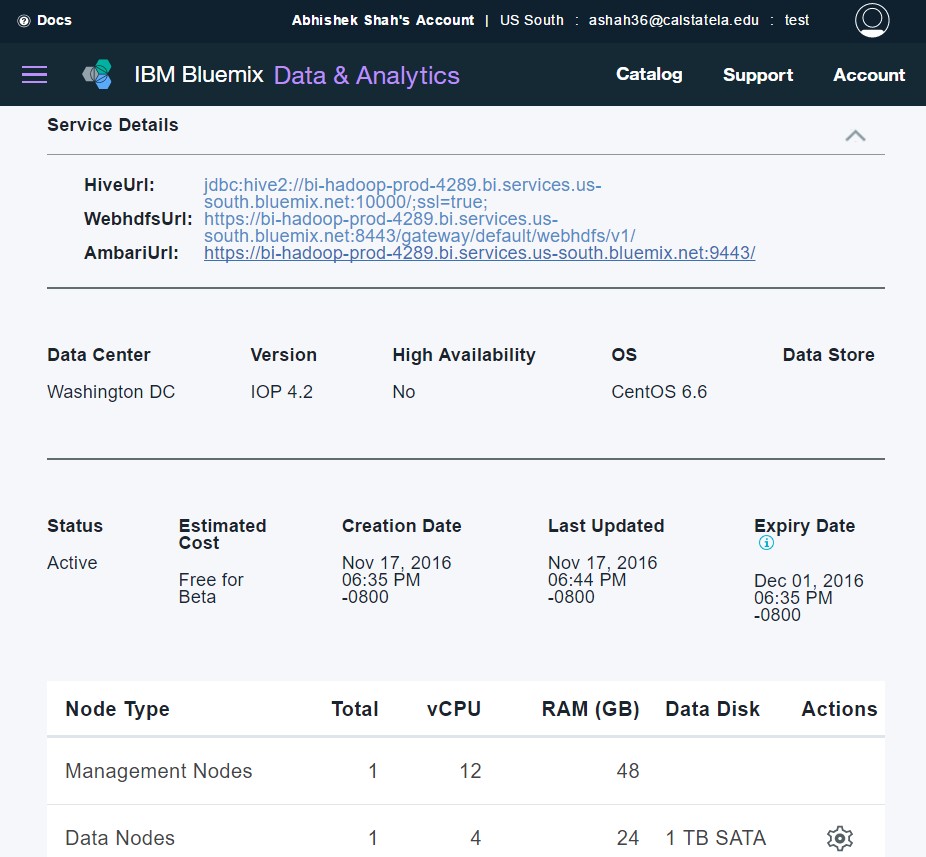 Docs Abhishek Shah's Account | US South : ashah36@calstatela.edu : test
IBM Bluemix Data & Analytics Catalog Support Account
Service Details
HiveUrl: jdbc:hive2://bi-hadoop-prod-4289.bi.services.us-
south.bluemix.net:10000/;ssl=true;
WebhdfsUrl: https://bi-hadoop-prod-4289.bi.services.us-
south.bluemix.net:8443/gateway/default/webhdfs/v1/
AmbariUrl: https://bi-hadoop-prod-4289.bi.services.us-south.bluemix.net:9443/
Data Center Version High Availability OS Data Store
Washington DC IOP 4.2 No CentOS 6.6
Status Estimated Creation Date Last Updated Expiry Date
Cost
Active Nov 17, 2016 Nov 17, 2016
Free for 06:35 PM 06:44 PM Dec 01, 2016
Beta -0800 -0800 06:35 PM
-0800
Node Type Total vCPU RAM (GB) Data Disk Actions
Management Nodes 1 12 48
Data Nodes 1 4 24 1 TB SATA